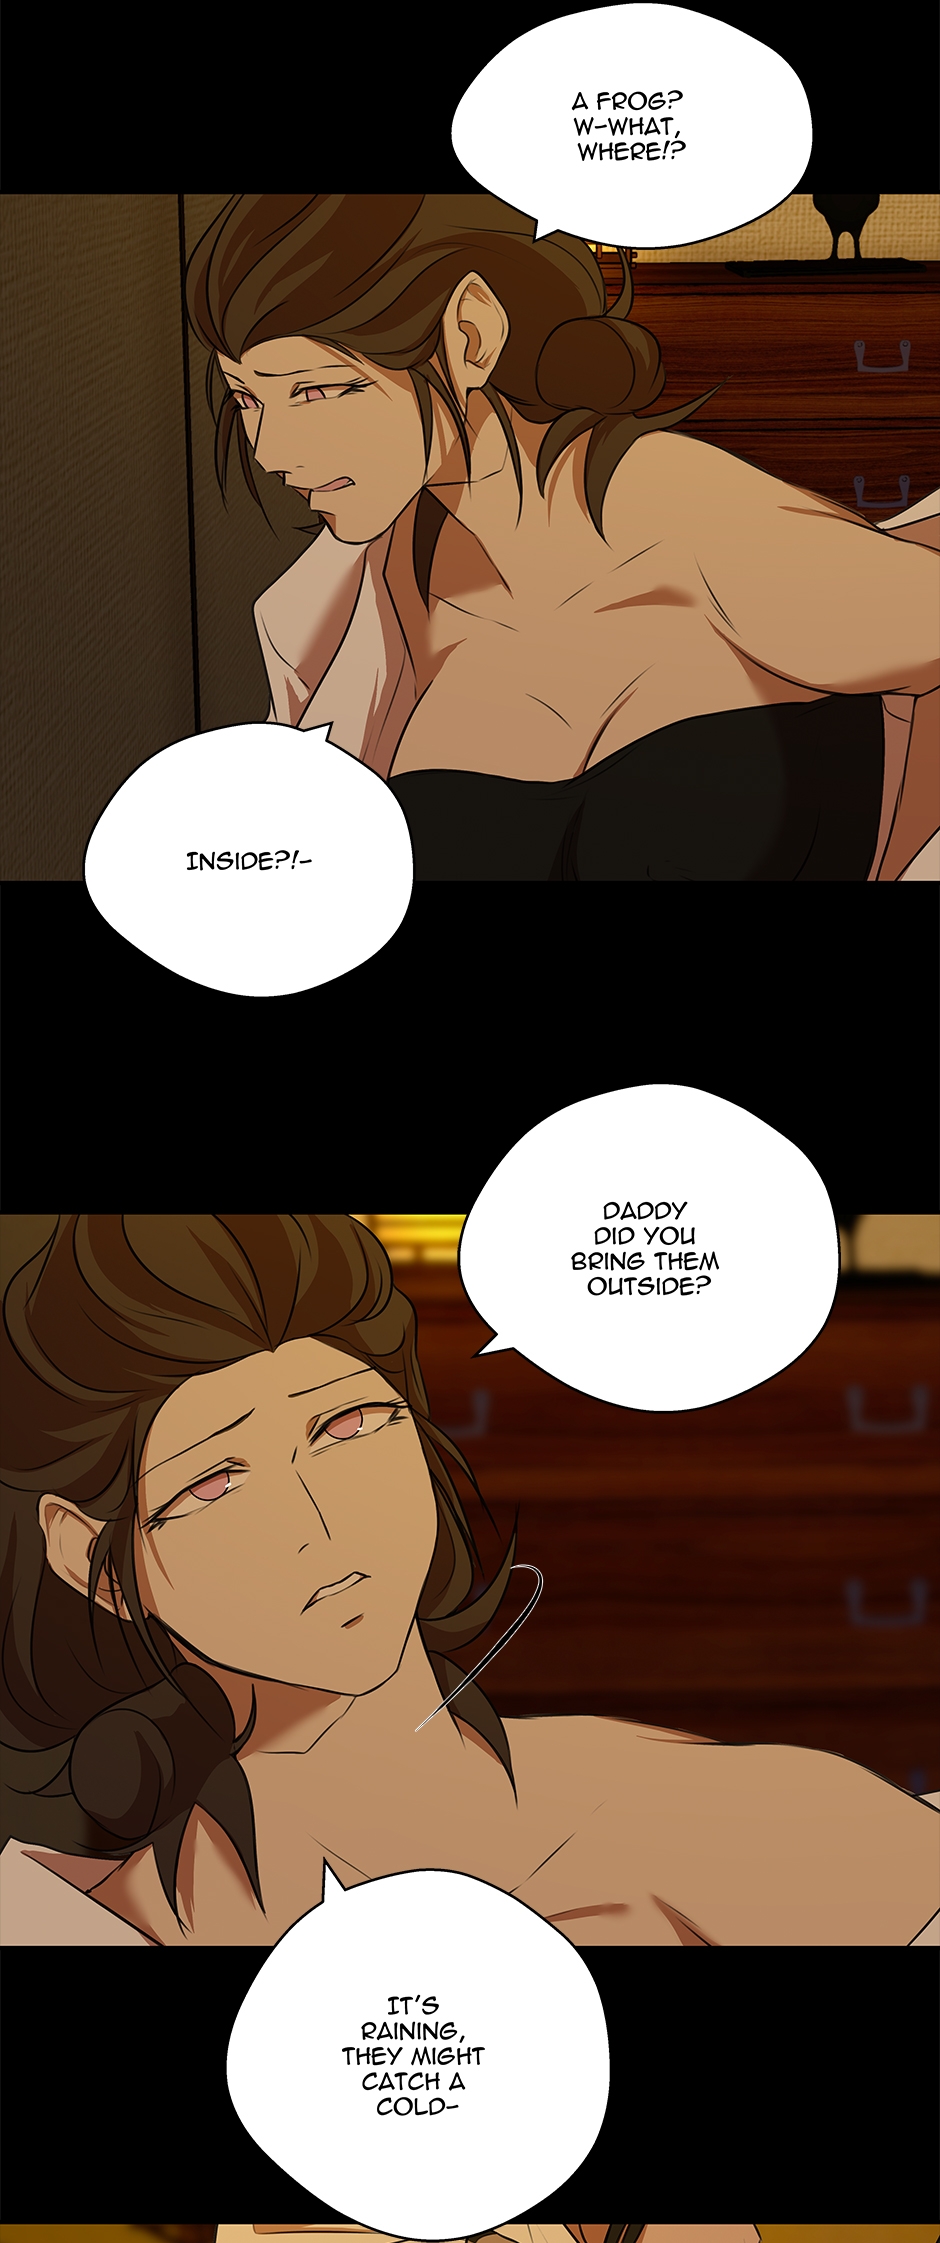 A FROG?
W-WHAT,
WHERE!?
INSIDE?!-
DADDY
DID YOU
BRING THEM
OUTSIDE?
IT'S
RAINING,
THEY MIGHT
CATCH A
COLD-